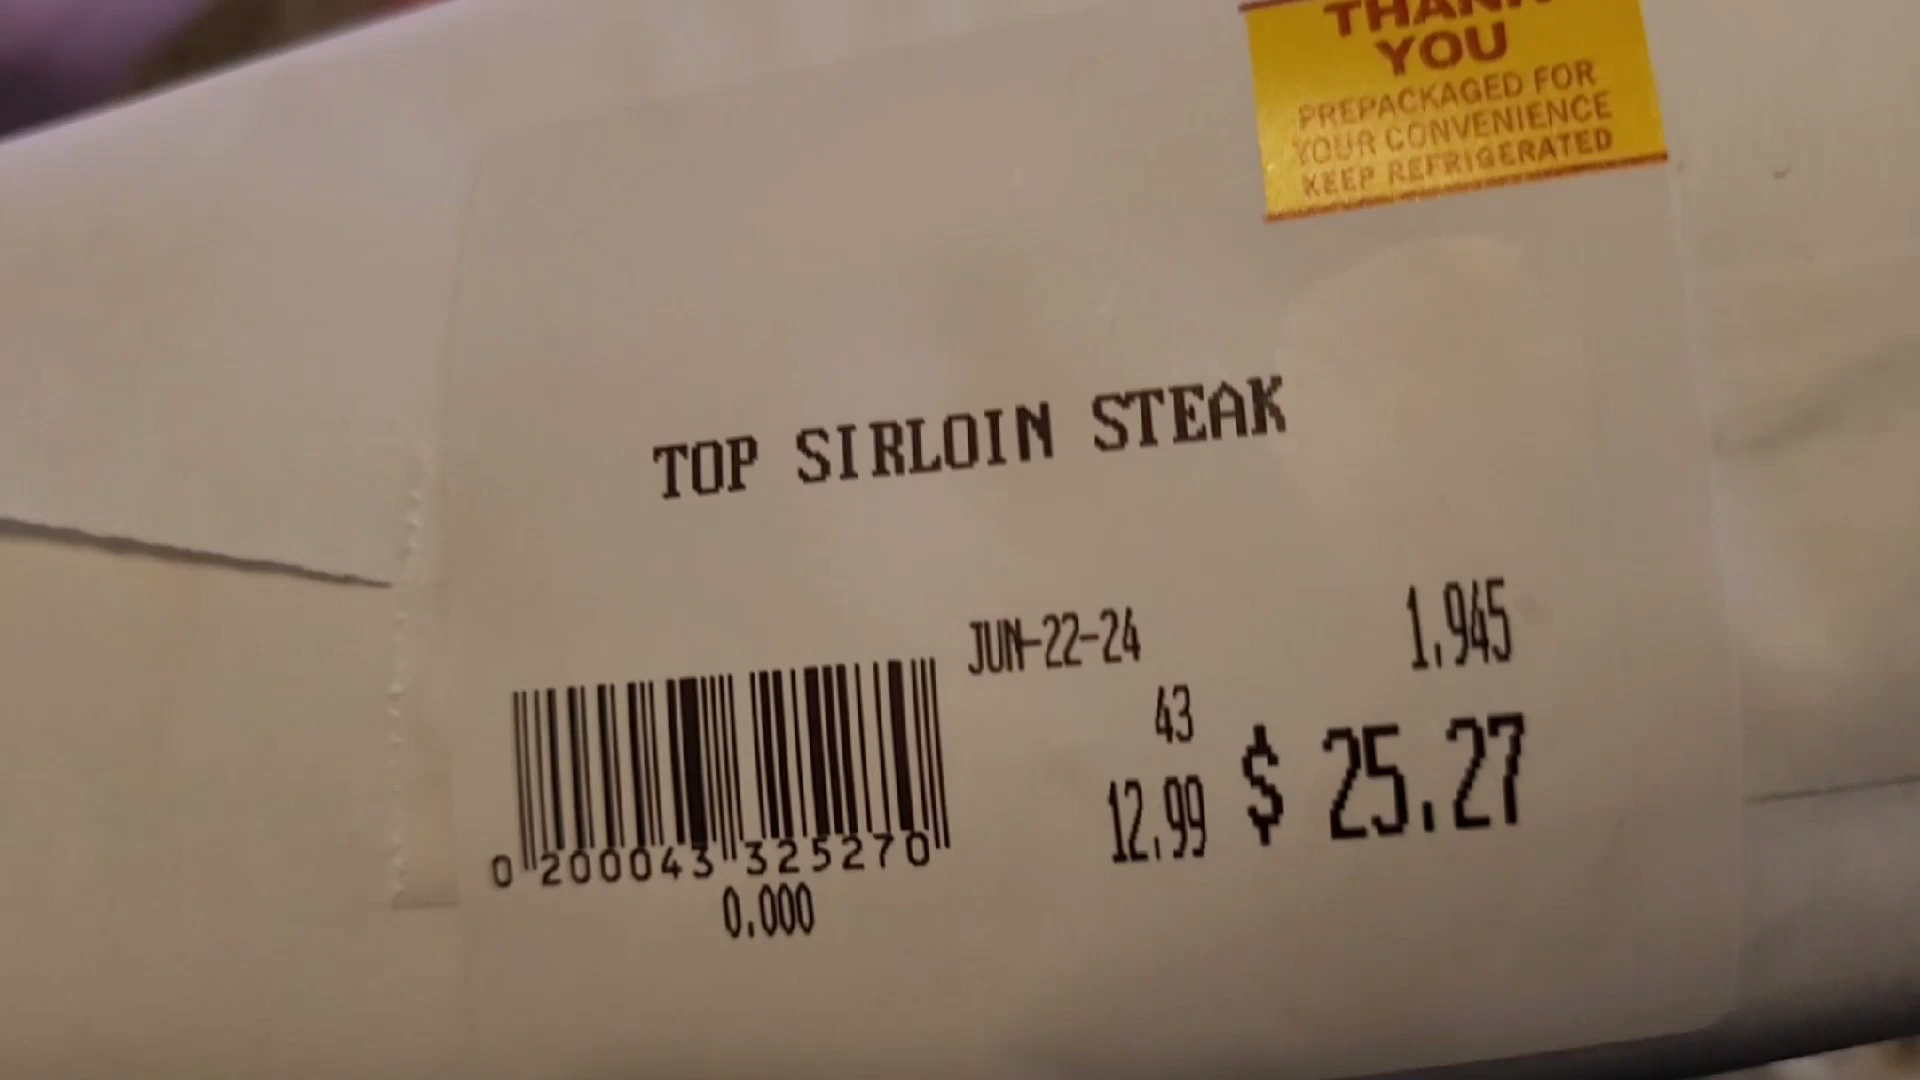 THANK
YOU
PREPACKAGED FOR
YOUR CONVENIENCE
KEEP REFRIGERATED
TOP SIRLOIN STEAK
JUN-22-24
1.945
43
12.99
$ 25.27
0 200043 325270
0.000